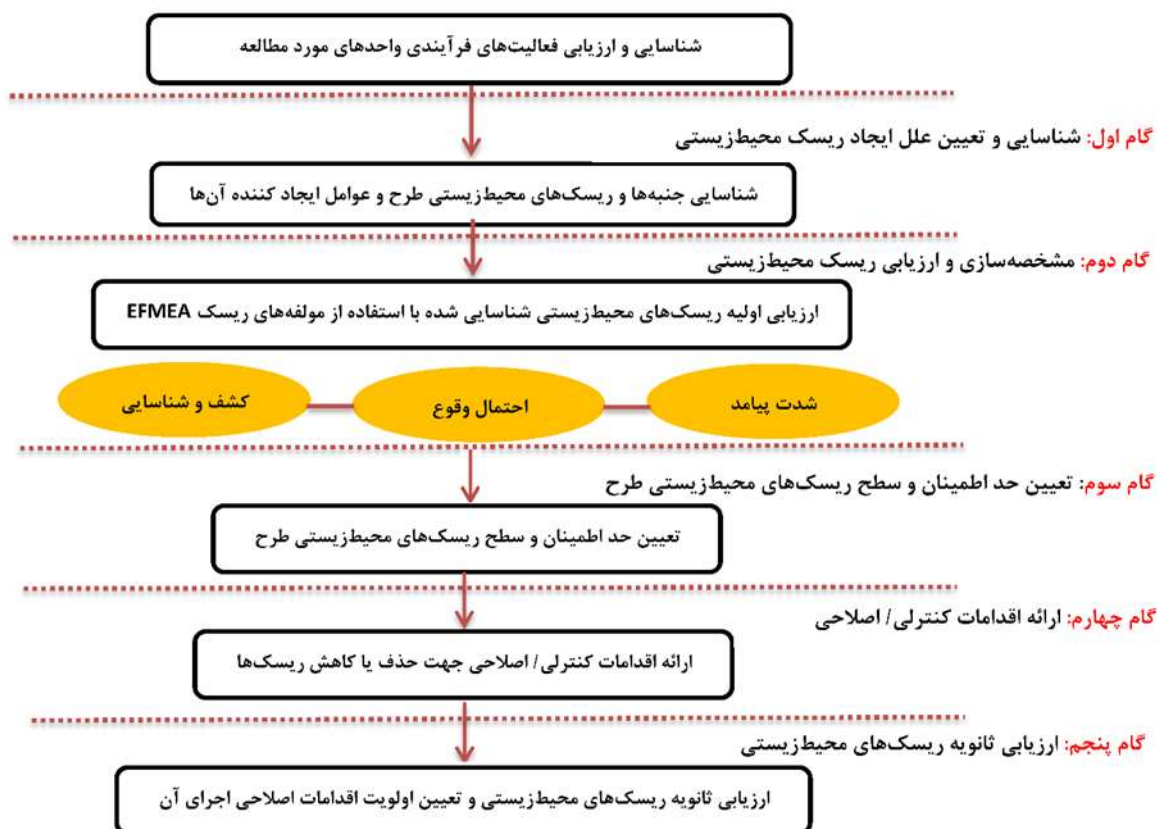 شناسایی و ارزیابی فعالیت‌های فرآیندی واحدهای مورد مطالعه
گام اول: شناسایی و تعیین علل ایجاد ریسک محیط‌زیستی
شناسایی جنبه‌ها و ریسک‌های محیط‌زیستی طرح و عوامل ایجاد کننده آن‌ها
گام دوم: مشخصه‌سازی و ارزیابی ریسک محیط‌زیستی
ارزیابی اولیه ریسک‌های محیط‌زیستی شناسایی شده با استفاده از مولفه‌های ریسک EFMEA
شدت پیامد
احتمال وقوع
کشف و شناسایی
گام سوم: تعیین حد اطمینان و سطح ریسک‌های محیط‌زیستی طرح
تعیین حد اطمینان و سطح ریسک‌های محیط‌زیستی طرح
گام چهارم: ارائه اقدامات کنترلی/ اصلاحی
ارائه اقدامات کنترلی/ اصلاحی جهت حذف یا کاهش ریسک‌ها
گام پنجم: ارزیابی ثانویه ریسک‌های محیط‌زیستی
ارزیابی ثانویه ریسک‌های محیط‌زیستی و تعیین اولویت اقدامات اصلاحی اجرای آن